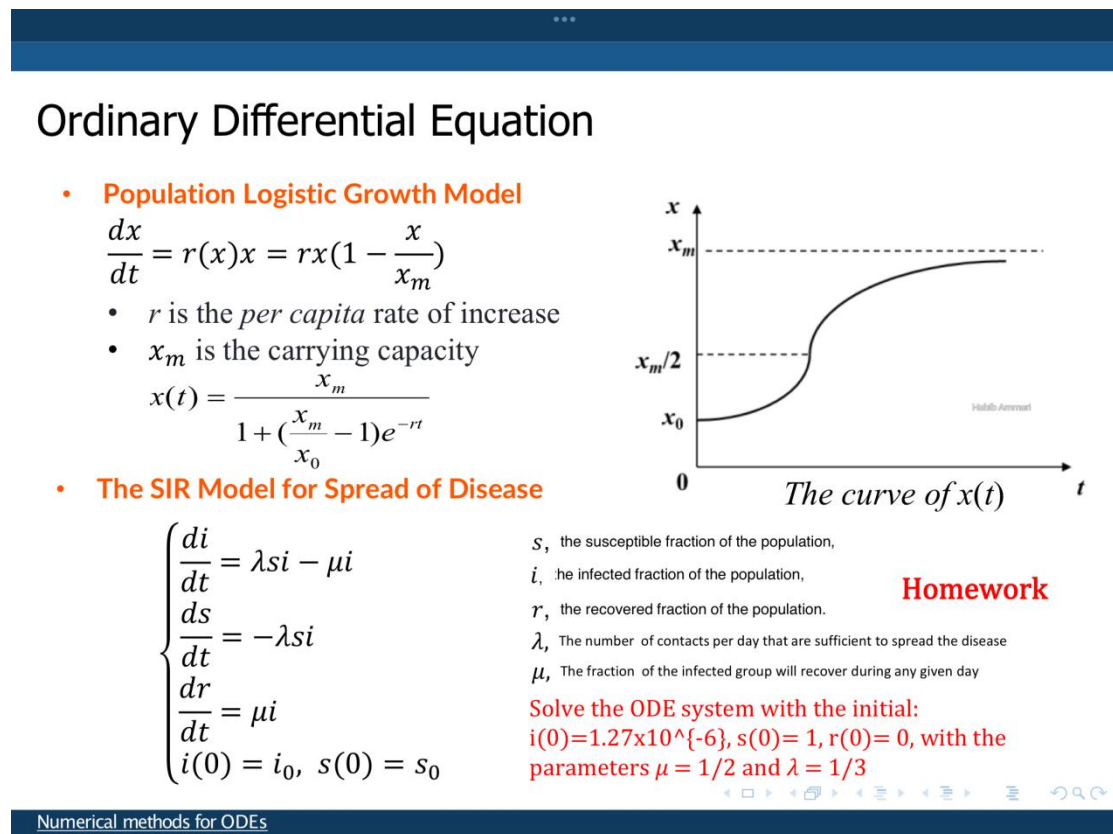 Ordinary Differential Equation
• Population Logistic Growth Model
dx/dt = r(x)x = rx(1 − x/x_m)
• r is the per capita rate of increase
• x_m is the carrying capacity
x(t) = x_m / (1 + (x_m/x_0 − 1)e^{−rt})
x
x_m
x_m/2
x_0
0
t
Habib Ammari
The curve of x(t)
• The SIR Model for Spread of Disease
di/dt = λsi − μi
ds/dt = −λsi
dr/dt = μi
i(0) = i_0, s(0) = s_0
s, the susceptible fraction of the population,
i, he infected fraction of the population,
r, the recovered fraction of the population.
λ, The number of contacts per day that are sufficient to spread the disease
μ, The fraction of the infected group will recover during any given day
Homework
Solve the ODE system with the initial:
i(0)=1.27x10^{-6}, s(0)= 1, r(0)= 0, with the
parameters μ = 1/2 and λ = 1/3
Numerical methods for ODEs